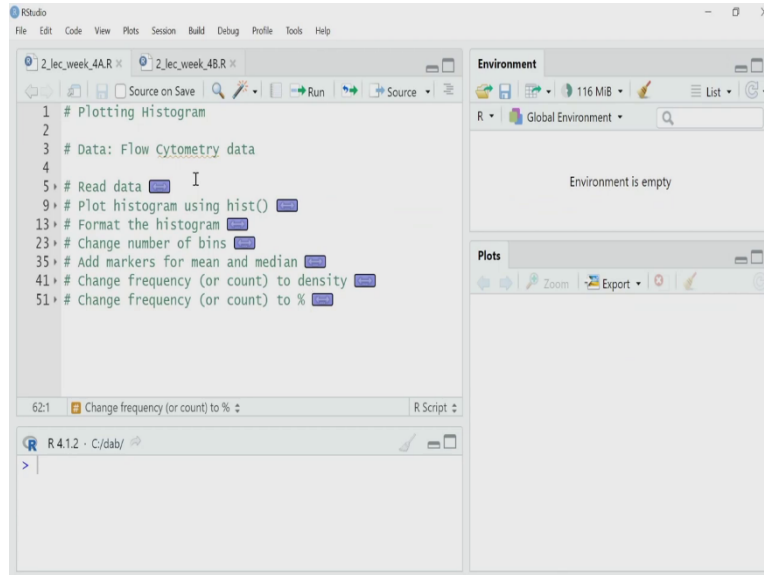 RStudio
File Edit Code View Plots Session Build Debug Profile Tools Help
2_lec_week_4A.R × 2_lec_week_4B.R ×
Source on Save Run Source
1 # Plotting Histogram
2
3 # Data: Flow Cytometry data
4
5 # Read data
9 # Plot histogram using hist()
13 # Format the histogram
23 # Change number of bins
35 # Add markers for mean and median
41 # Change frequency (or count) to density
51 # Change frequency (or count) to %
62:1 Change frequency (or count) to % R Script
R 4.1.2 · C:/dab/
>
Environment
116 MiB List
R Global Environment
Environment is empty
Plots
Zoom Export